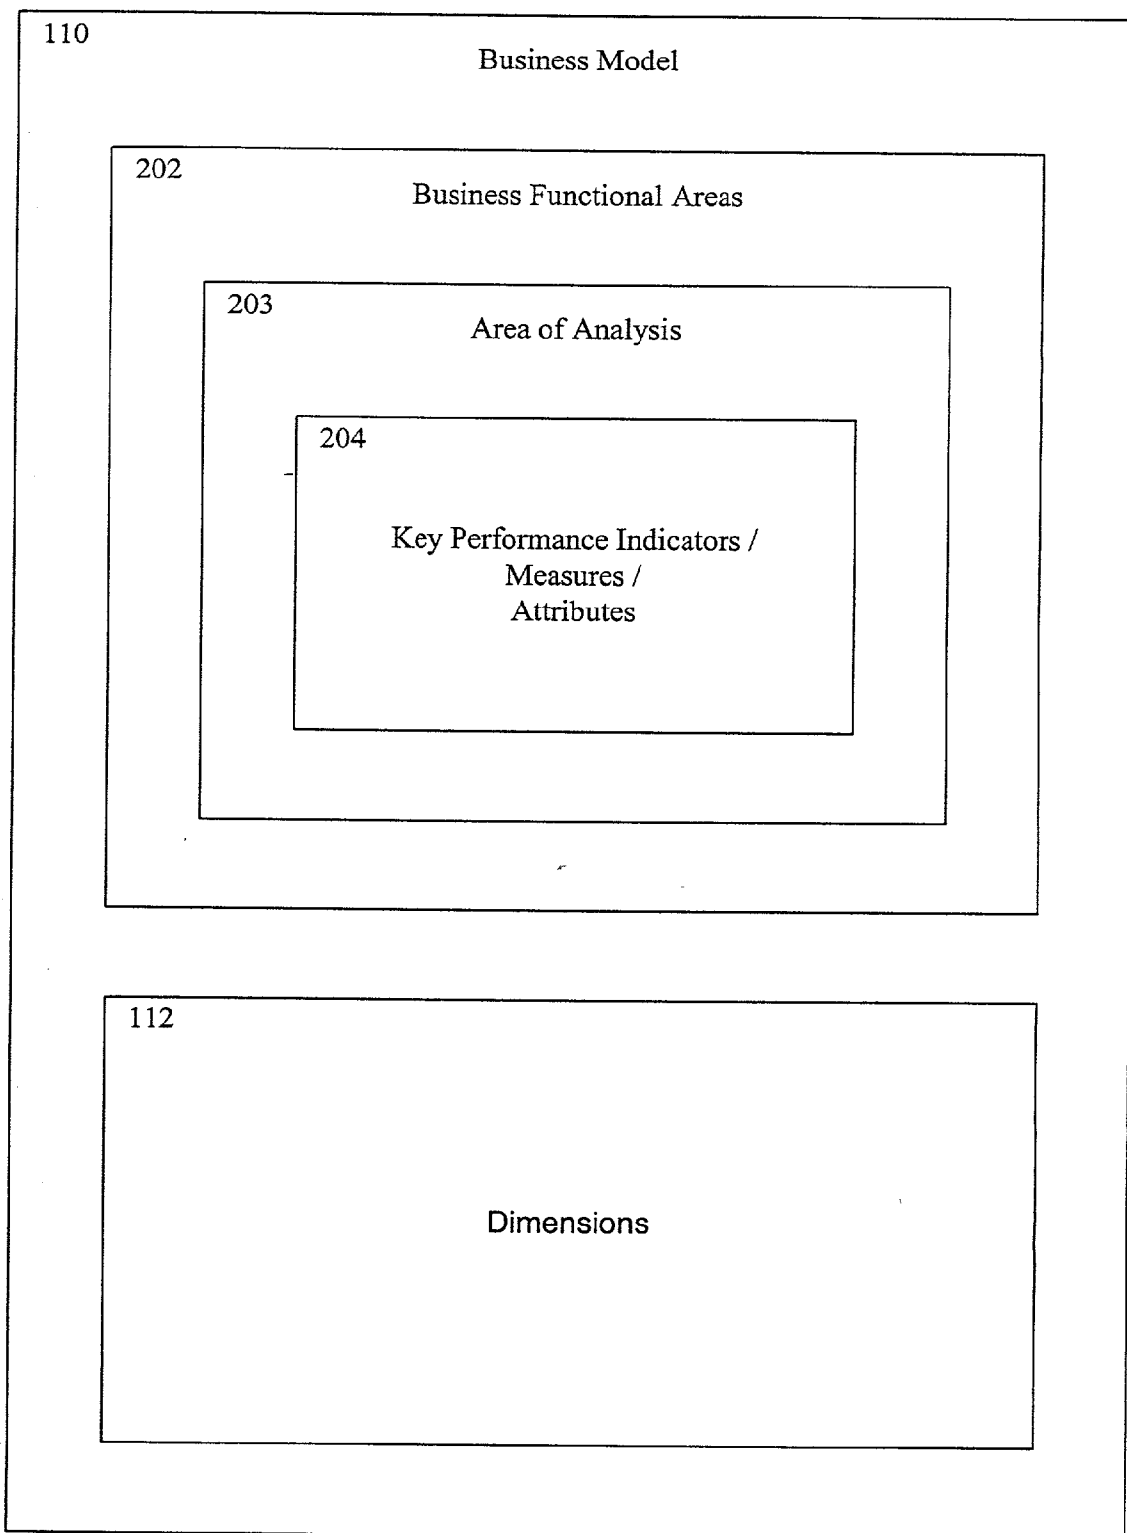 110
Business Model
202
Business Functional Areas
203
Area of Analysis
204
Key Performance Indicators /
Measures /
Attributes
112
Dimensions